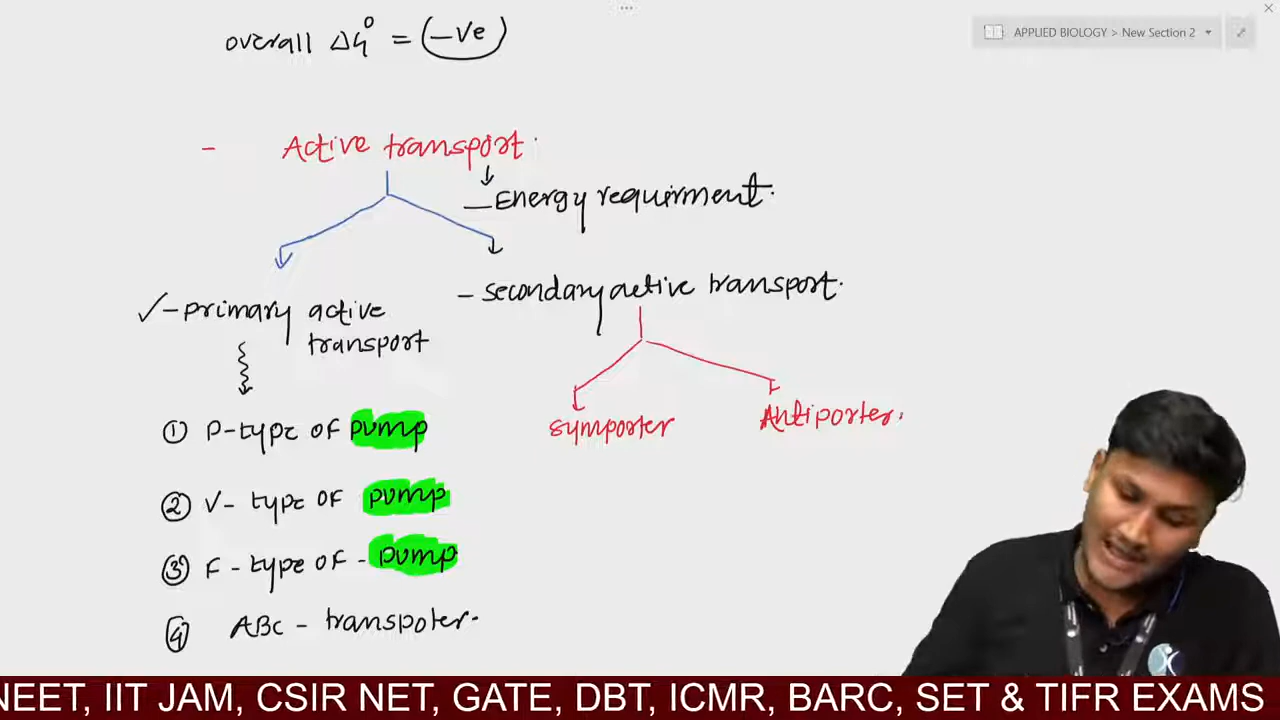 overall ΔG° = (-ve)
APPLIED BIOLOGY > New Section 2
- Active transport.
- Energy requirment.
- secondary active transport.
✓ - primary active
transport
symporter
Antiporter.
① P-type of pump
② V- type of pump
③ F - type of - pump
④ ABC - transpoter.
NEET, IIT JAM, CSIR NET, GATE, DBT, ICMR, BARC, SET & TIFR EXAMS